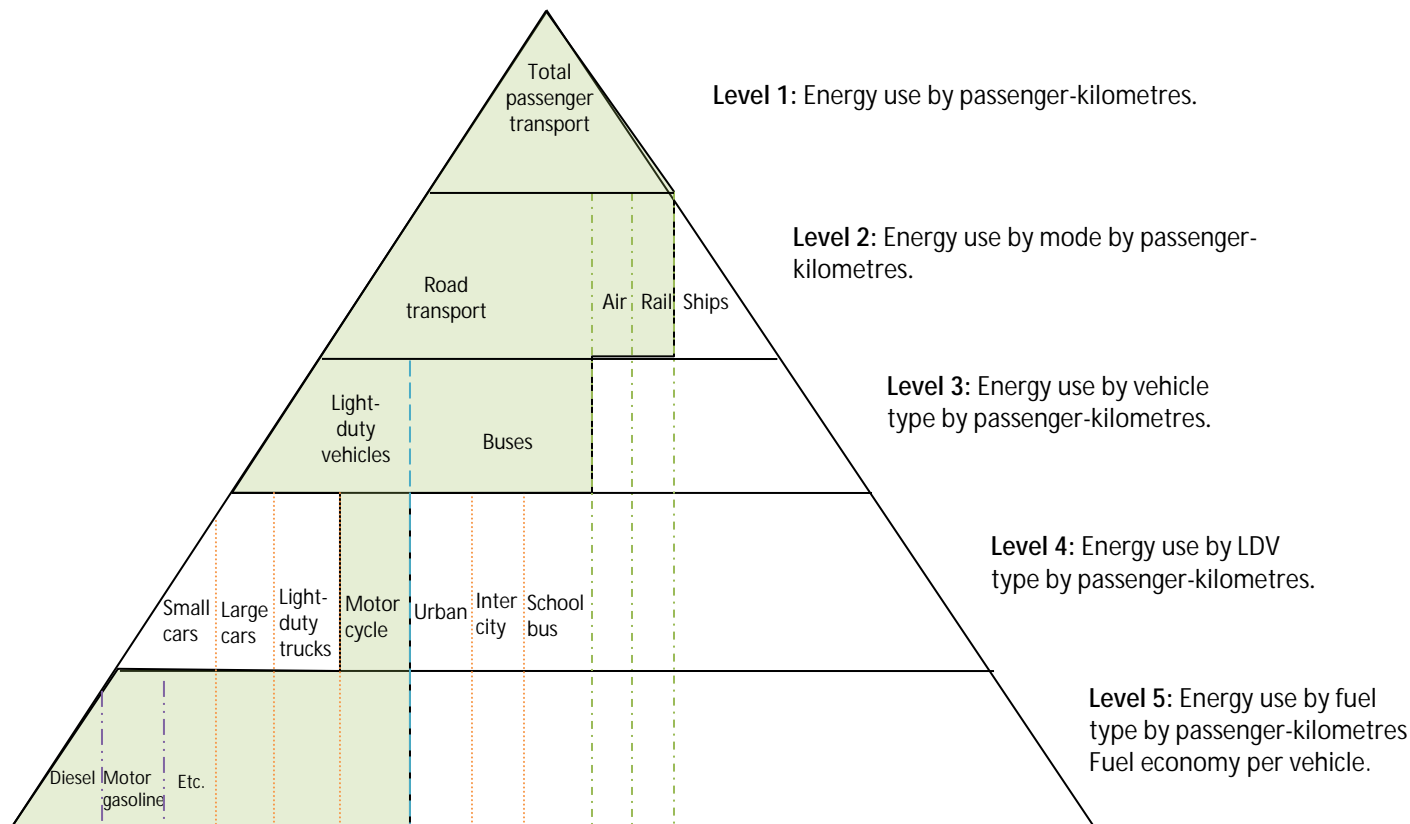 Total
passenger
transport
Level 1: Energy use by passenger-kilometres.
Level 2: Energy use by mode by passenger-
kilometres.
Road
transport
Air
Rail
Ships
Level 3: Energy use by vehicle
type by passenger-kilometres.
Light-
duty
vehicles
Buses
Level 4: Energy use by LDV
type by passenger-kilometres.
Small
cars
Large
cars
Light-
duty
trucks
Motor
cycle
Urban
Inter
city
School
bus
Level 5: Energy use by fuel
type by passenger-kilometres
Fuel economy per vehicle.
Diesel
Motor
gasoline
Etc.